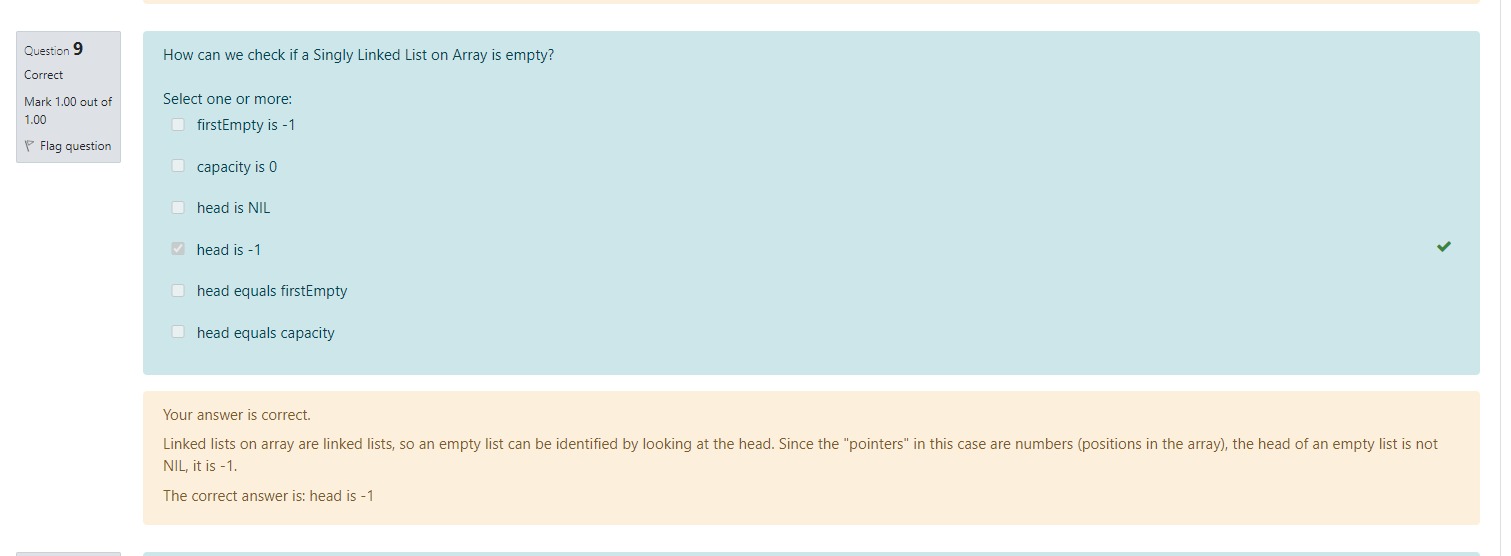 Question 9
Correct
Mark 1.00 out of
1.00
Flag question
How can we check if a Singly Linked List on Array is empty?
Select one or more:
firstEmpty is -1
capacity is 0
head is NIL
head is -1
head equals firstEmpty
head equals capacity
Your answer is correct.
Linked lists on array are linked lists, so an empty list can be identified by looking at the head. Since the "pointers" in this case are numbers (positions in the array), the head of an empty list is not
NIL, it is -1.
The correct answer is: head is -1